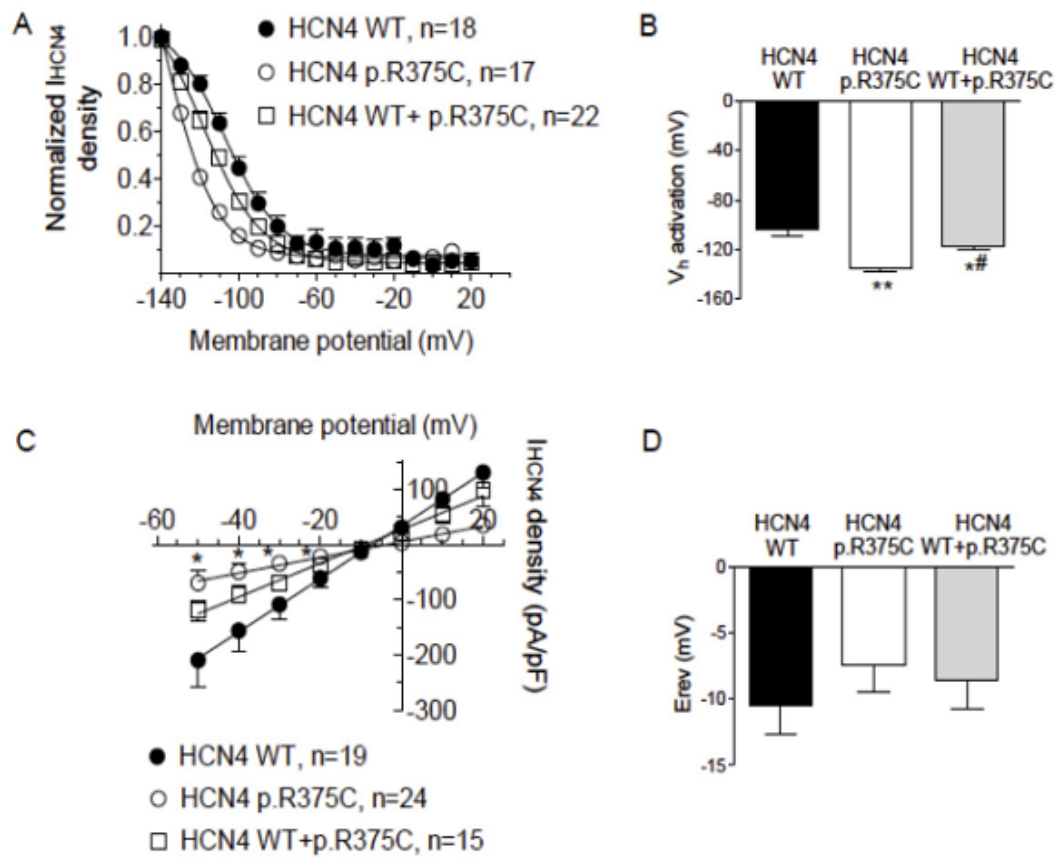 A
Normalized IHCN4
density
1.0
0.8
0.6
0.4
0.2
HCN4 WT, n=18
HCN4 p.R375C, n=17
HCN4 WT+ p.R375C, n=22
-140 -100 -60 -20 20
Membrane potential (mV)
B
HCN4 HCN4 HCN4
WT p.R375C WT+p.R375C
Vh activation (mV)
0
-40
-80
-120
-160
** *#
C
Membrane potential (mV)
IHCN4 density (pA/pF)
100
-60 -40 -20 20
* * * *
-100
-200
-300
HCN4 WT, n=19
HCN4 p.R375C, n=24
HCN4 WT+p.R375C, n=15
D
HCN4 HCN4 HCN4
WT p.R375C WT+p.R375C
Erev (mV)
0
-5
-10
-15